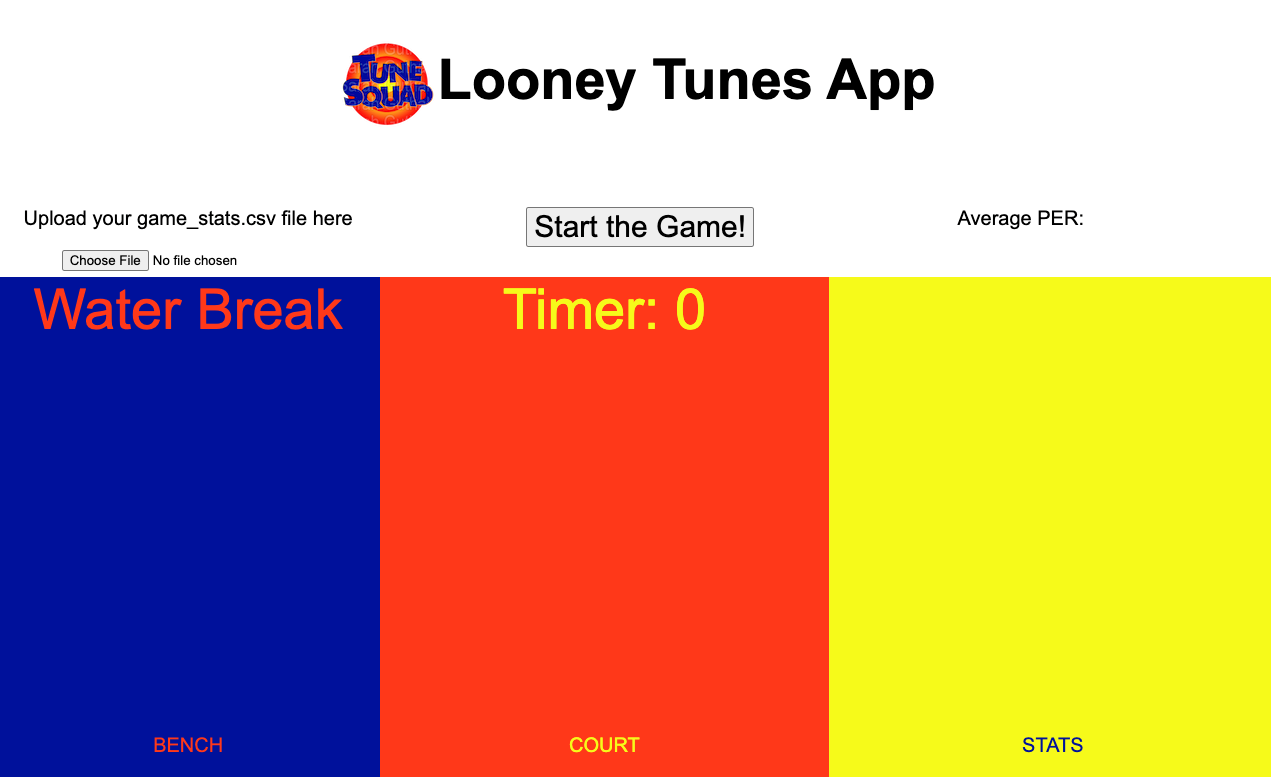 TUNE
SQUAD
Looney Tunes App
Upload your game_stats.csv file here
Start the Game!
Average PER:
Choose File No file chosen
Water Break
Timer: 0
BENCH
COURT
STATS